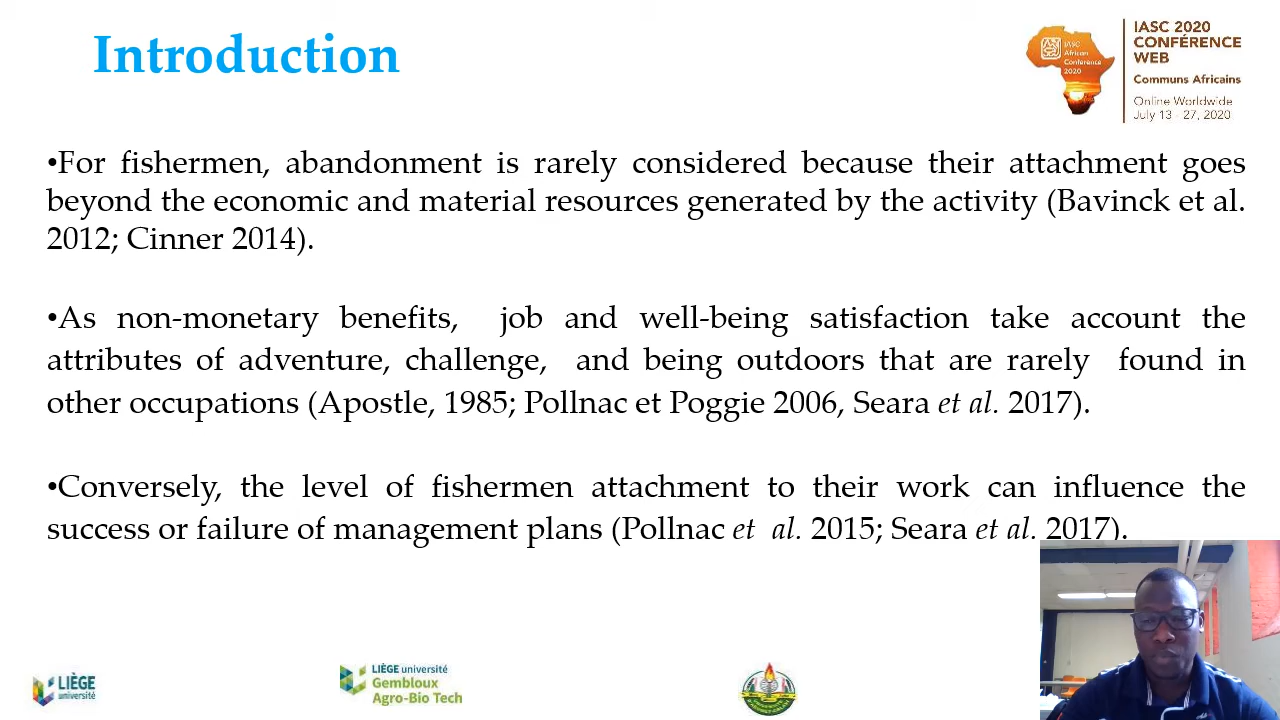 Introduction
IASC 2020
CONFÉRENCE
WEB
Communs Africains
Online Worldwide
July 13 - 27, 2020
IASC
African
Conference
2020
•For fishermen, abandonment is rarely considered because their attachment goes
beyond the economic and material resources generated by the activity (Bavinck et al.
2012; Cinner 2014).
•As non-monetary benefits, job and well-being satisfaction take account the
attributes of adventure, challenge, and being outdoors that are rarely found in
other occupations (Apostle, 1985; Pollnac et Poggie 2006, Seara et al. 2017).
•Conversely, the level of fishermen attachment to their work can influence the
success or failure of management plans (Pollnac et al. 2015; Seara et al. 2017).
LIÈGE
université
LIÈGE université
Gembloux
Agro-Bio Tech